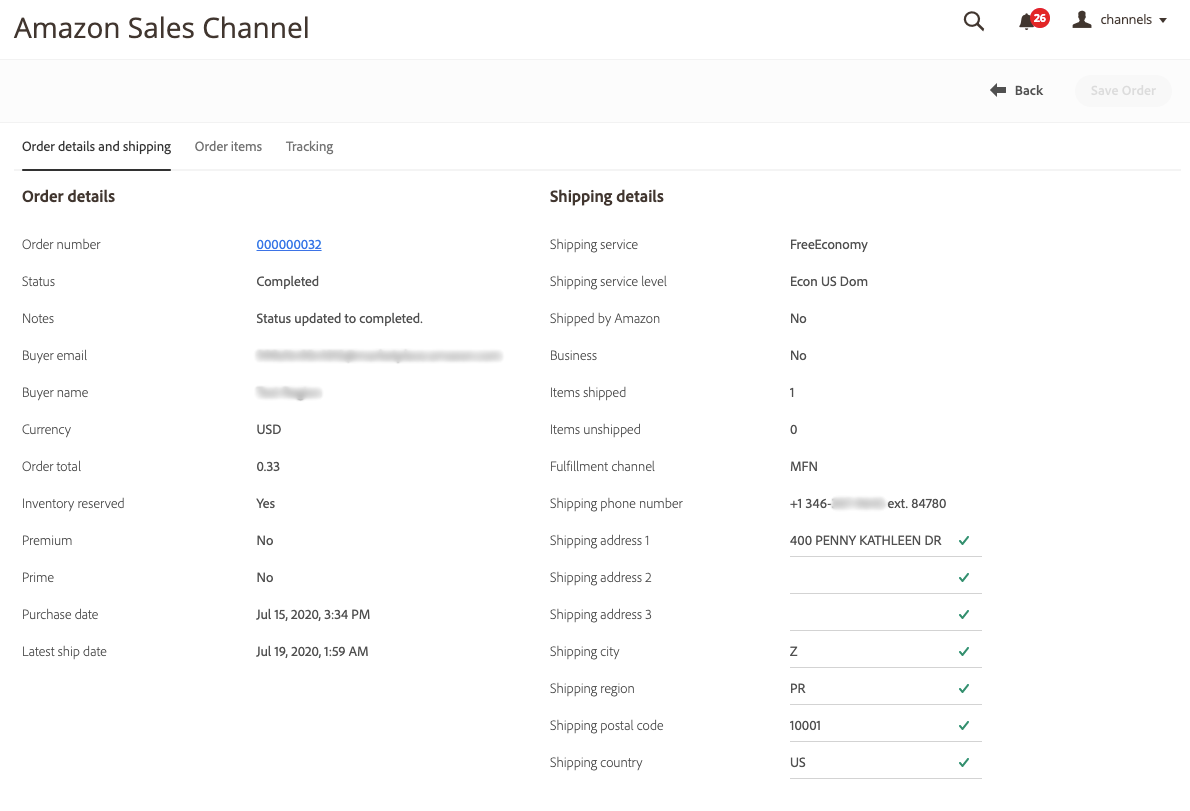 Amazon Sales Channel
26
channels
Back
Save Order
Order details and shipping
Order items
Tracking
Order details
Order number 000000032
Status Completed
Notes Status updated to completed.
Buyer email
Buyer name
Currency USD
Order total 0.33
Inventory reserved Yes
Premium No
Prime No
Purchase date Jul 15, 2020, 3:34 PM
Latest ship date Jul 19, 2020, 1:59 AM
Shipping details
Shipping service FreeEconomy
Shipping service level Econ US Dom
Shipped by Amazon No
Business No
Items shipped 1
Items unshipped 0
Fulfillment channel MFN
Shipping phone number +1 346- ext. 84780
Shipping address 1 400 PENNY KATHLEEN DR
Shipping address 2
Shipping address 3
Shipping city Z
Shipping region PR
Shipping postal code 10001
Shipping country US